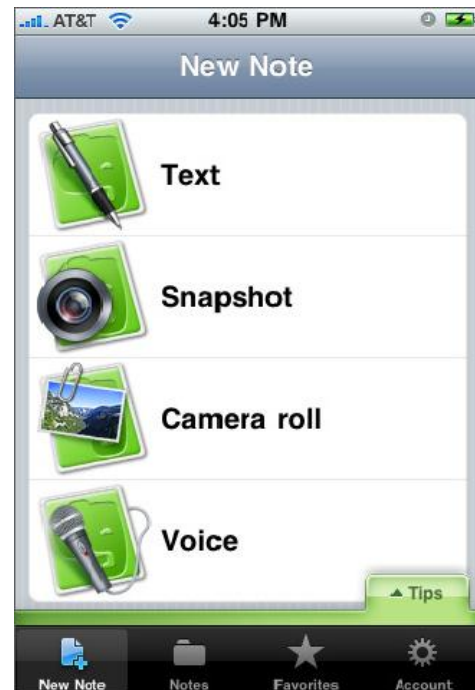 AT&T 4:05 PM
New Note
Text
Snapshot
Camera roll
Voice
Tips
New Note Notes Favorites Account